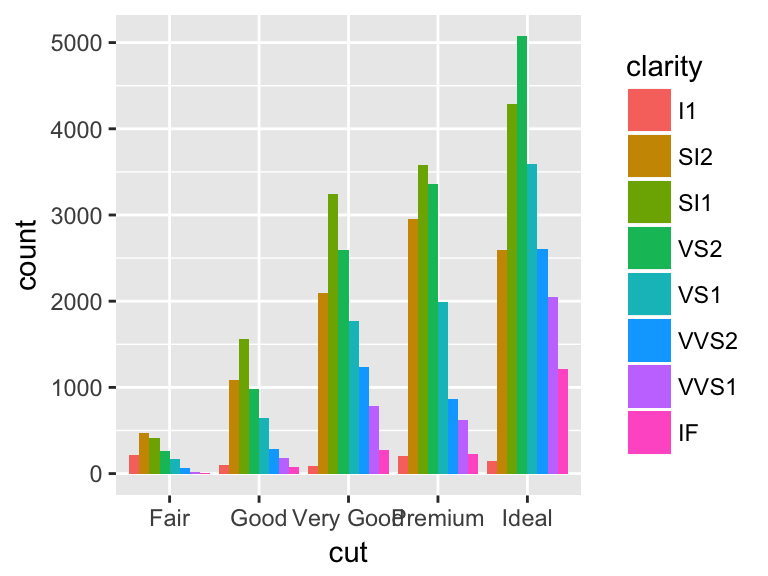 5000
4000
3000
2000
1000
0
count
Fair Good Very Good Premium Ideal
cut
clarity
I1
SI2
SI1
VS2
VS1
VVS2
VVS1
IF